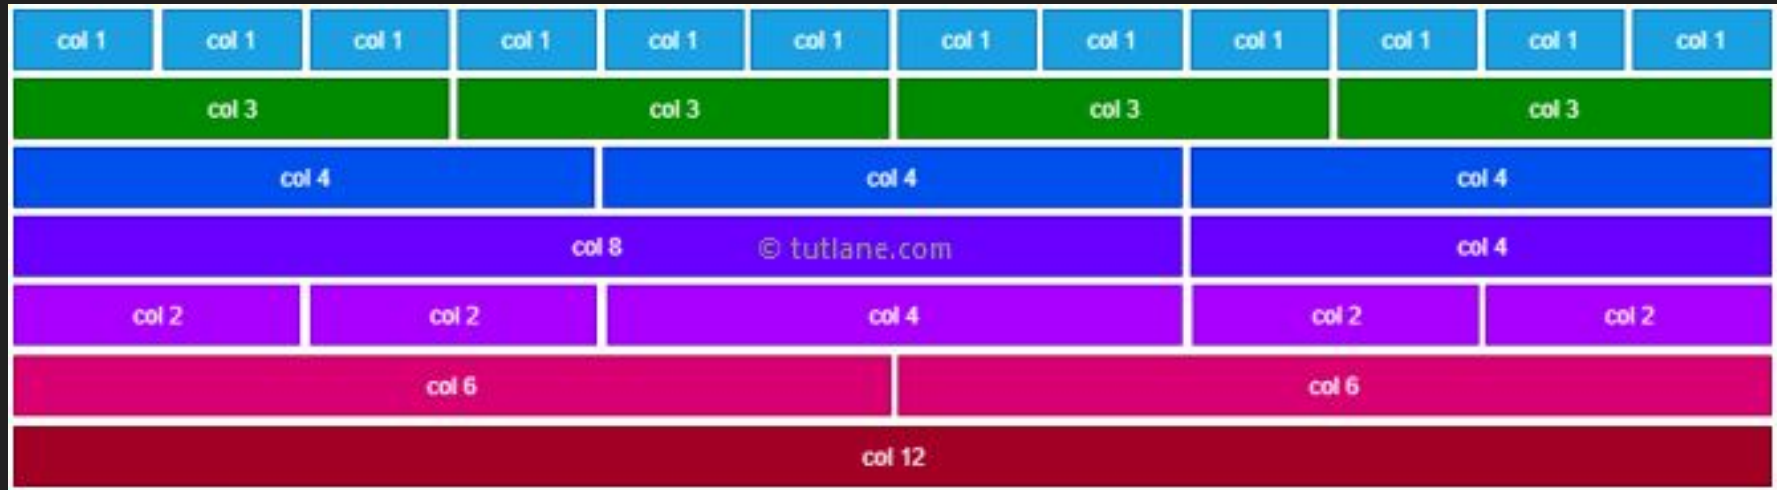 col 1 col 1 col 1 col 1 col 1 col 1 col 1 col 1 col 1 col 1 col 1 col 1
col 3 col 3 col 3 col 3
col 4 col 4 col 4
col 8 © tutlane.com col 4
col 2 col 2 col 4 col 2 col 2
col 6 col 6
col 12